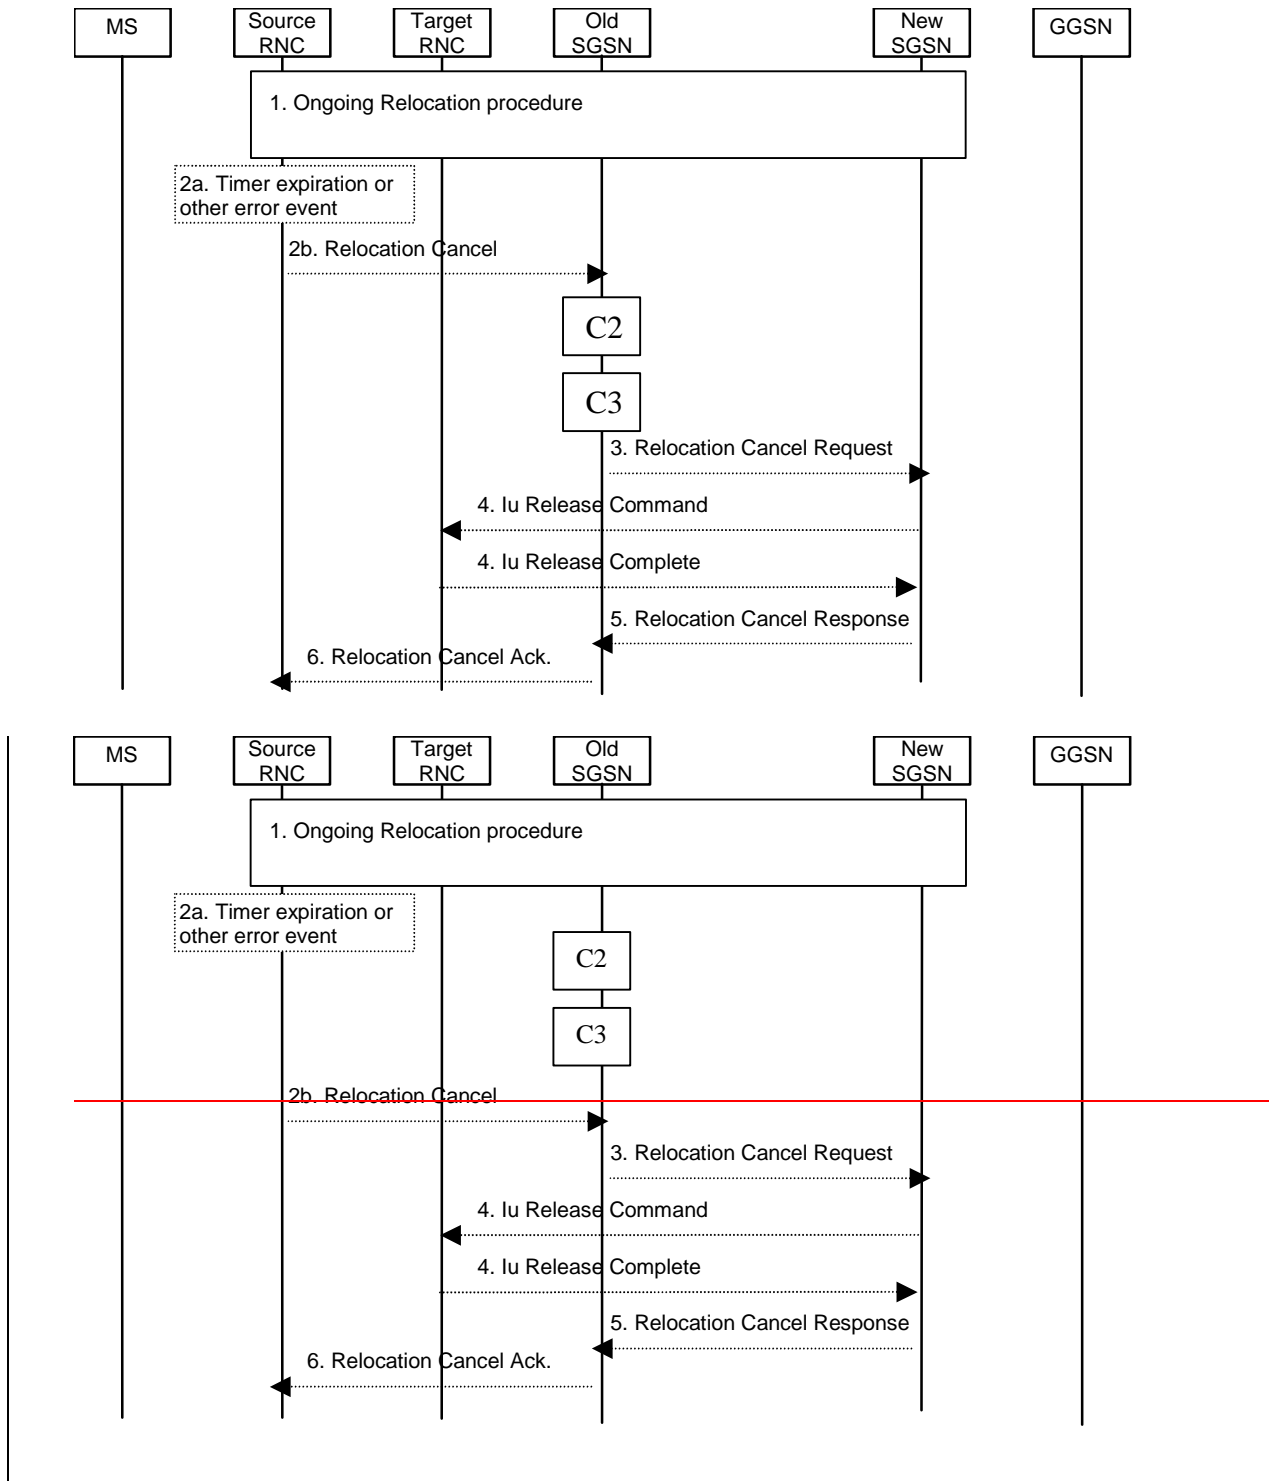 MS
Source
RNC
Target
RNC
Old
SGSN
New
SGSN
GGSN
1. Ongoing Relocation procedure
2a. Timer expiration or
other error event
2b. Relocation Cancel
C2
C3
3. Relocation Cancel Request
4. Iu Release Command
4. Iu Release Complete
5. Relocation Cancel Response
6. Relocation Cancel Ack.
MS
Source
RNC
Target
RNC
Old
SGSN
New
SGSN
GGSN
1. Ongoing Relocation procedure
2a. Timer expiration or
other error event
C2
C3
2b. Relocation Cancel
3. Relocation Cancel Request
4. Iu Release Command
4. Iu Release Complete
5. Relocation Cancel Response
6. Relocation Cancel Ack.